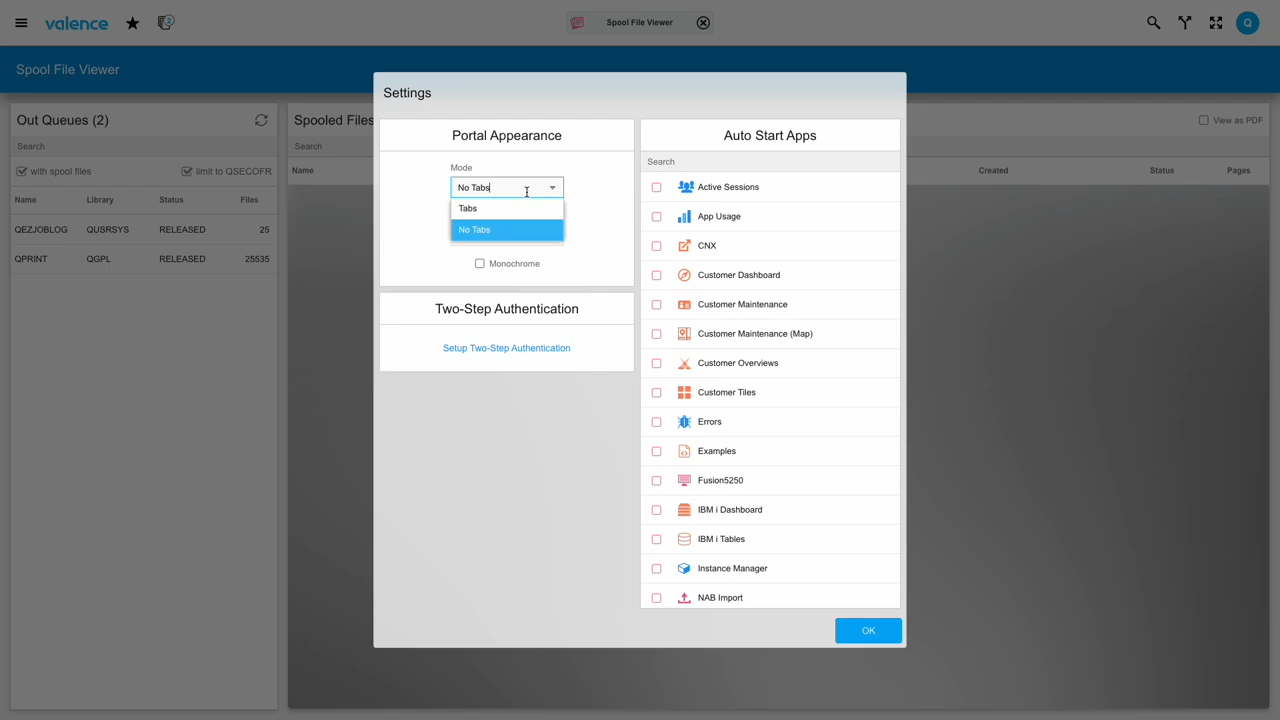 valence
2
Spool File Viewer
Q
Spool File Viewer
Out Queues (2)
Search
with spool files
limit to QSECOFR
Name Library Status Files
QEZJOBLOG QUSRSYS RELEASED 25
QPRINT QGPL RELEASED 25535
Spooled Files
View as PDF
Search
Name Created Status Pages
Settings
Portal Appearance
Mode
No Tabs
Tabs
No Tabs
Monochrome
Two-Step Authentication
Setup Two-Step Authentication
Auto Start Apps
Search
Active Sessions
App Usage
CNX
Customer Dashboard
Customer Maintenance
Customer Maintenance (Map)
Customer Overviews
Customer Tiles
Errors
Examples
Fusion5250
IBM i Dashboard
IBM i Tables
Instance Manager
NAB Import
OK